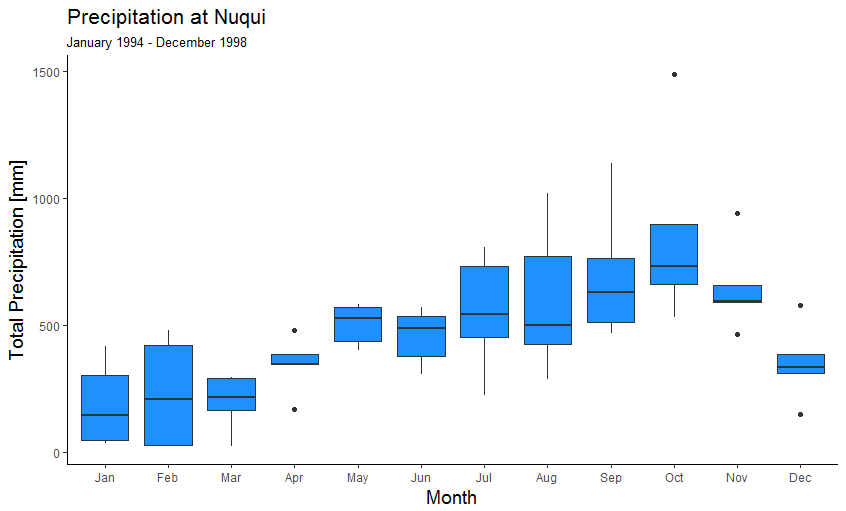 Precipitation at Nuqui
January 1994 - December 1998
Total Precipitation [mm]
1500
1000
500
0
Jan Feb Mar Apr May Jun Jul Aug Sep Oct Nov Dec
Month